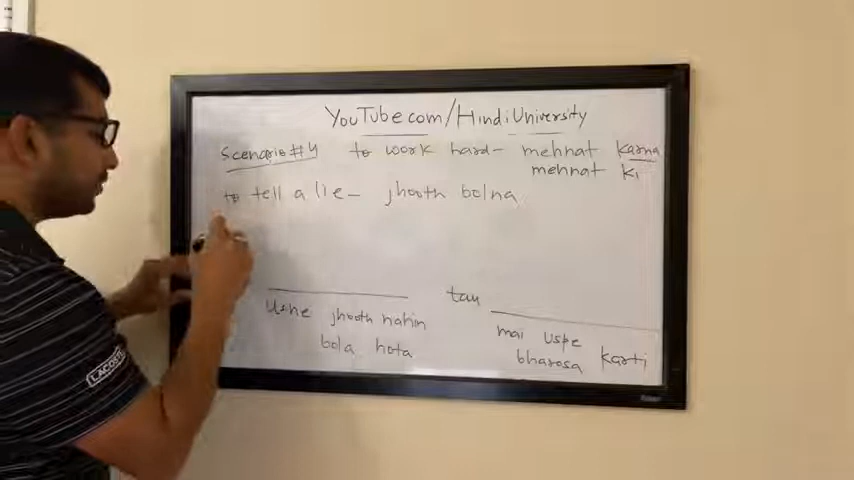 YouTube.com/HindiUniversity
Scenario #4 to work hard - mehnat karna
mehnat ki
to tell a lie - jhooth bolna
tau
Usne jhooth nahin
bola hota
mai uspe
bharosa karti
LACOSTE